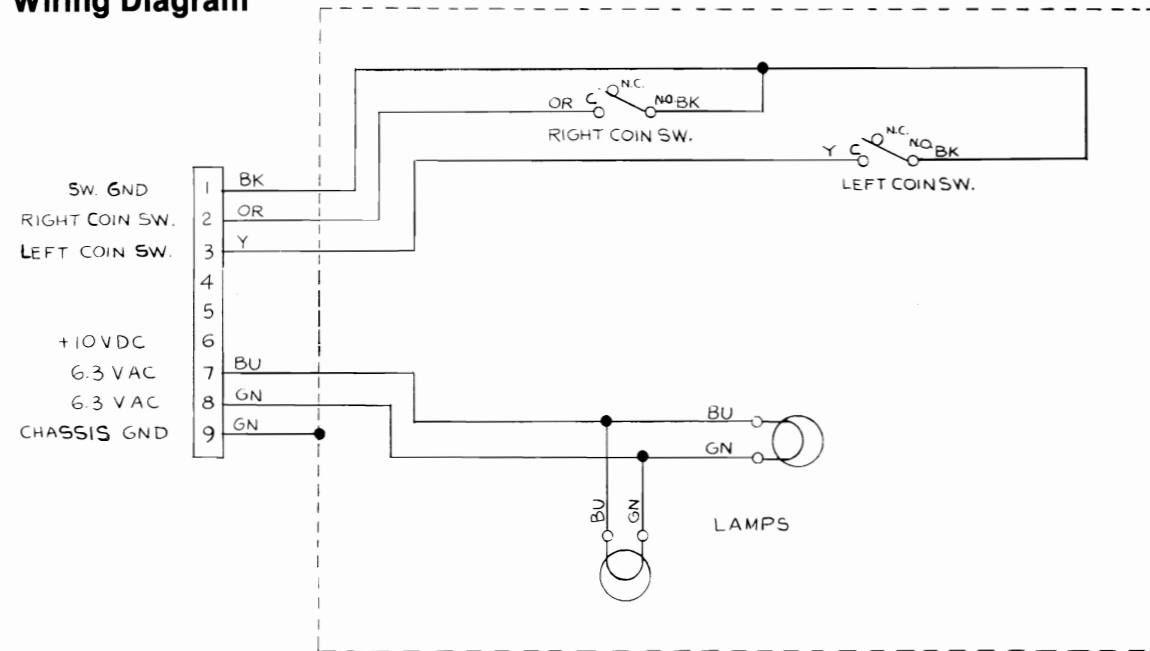 Wiring Diagram
N.C.
OR C N.O. BK
RIGHT COIN SW.
N.C.
Y C N.O. BK
LEFT COIN SW.
SW. GND 1 BK
RIGHT COIN SW. 2 OR
LEFT COIN SW. 3 Y
4
5
+10VDC 6
6.3 VAC 7 BU
6.3 VAC 8 GN
CHASSIS GND 9 GN
BU
GN
BU GN
LAMPS